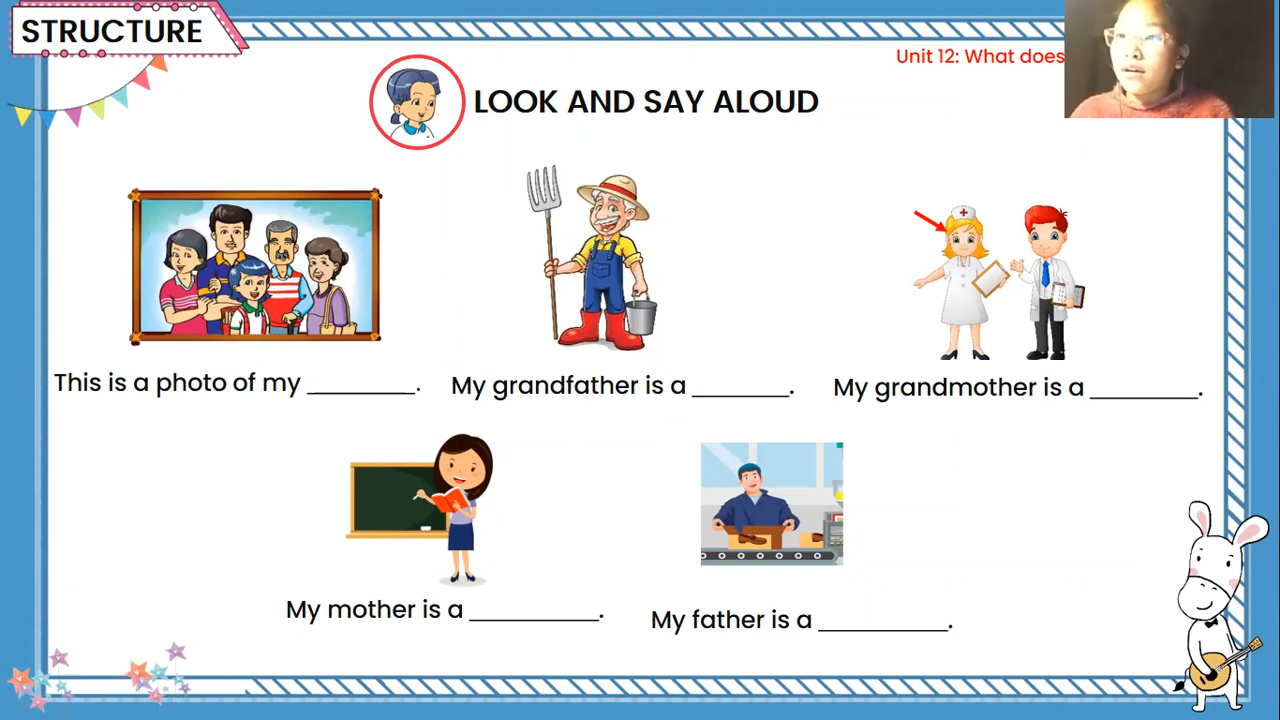 STRUCTURE
Unit 12: What does
LOOK AND SAY ALOUD
This is a photo of my ________.
My grandfather is a ________.
My grandmother is a ________.
My mother is a __________.
My father is a __________.